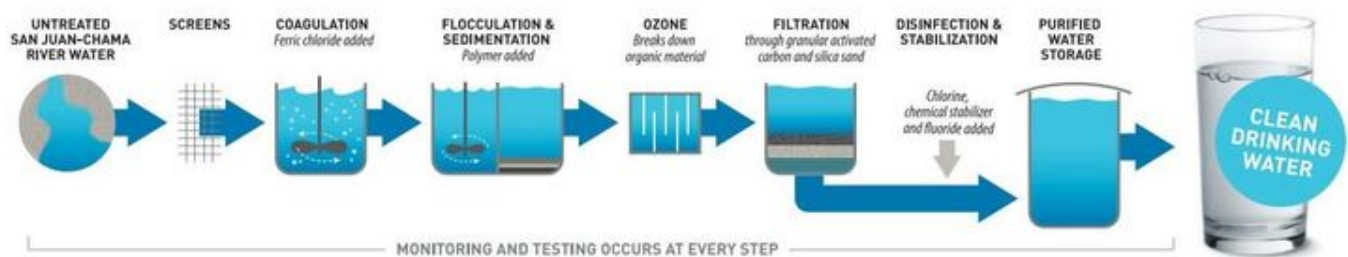 UNTREATED
SAN JUAN–CHAMA
RIVER WATER
SCREENS
COAGULATION
Ferric chloride added
FLOCCULATION &
SEDIMENTATION
Polymer added
OZONE
Breaks down
organic material
FILTRATION
through granular activated
carbon and silica sand
DISINFECTION &
STABILIZATION
Chlorine,
chemical stabilizer
and fluoride added
PURIFIED
WATER
STORAGE
CLEAN
DRINKING
WATER
MONITORING AND TESTING OCCURS AT EVERY STEP